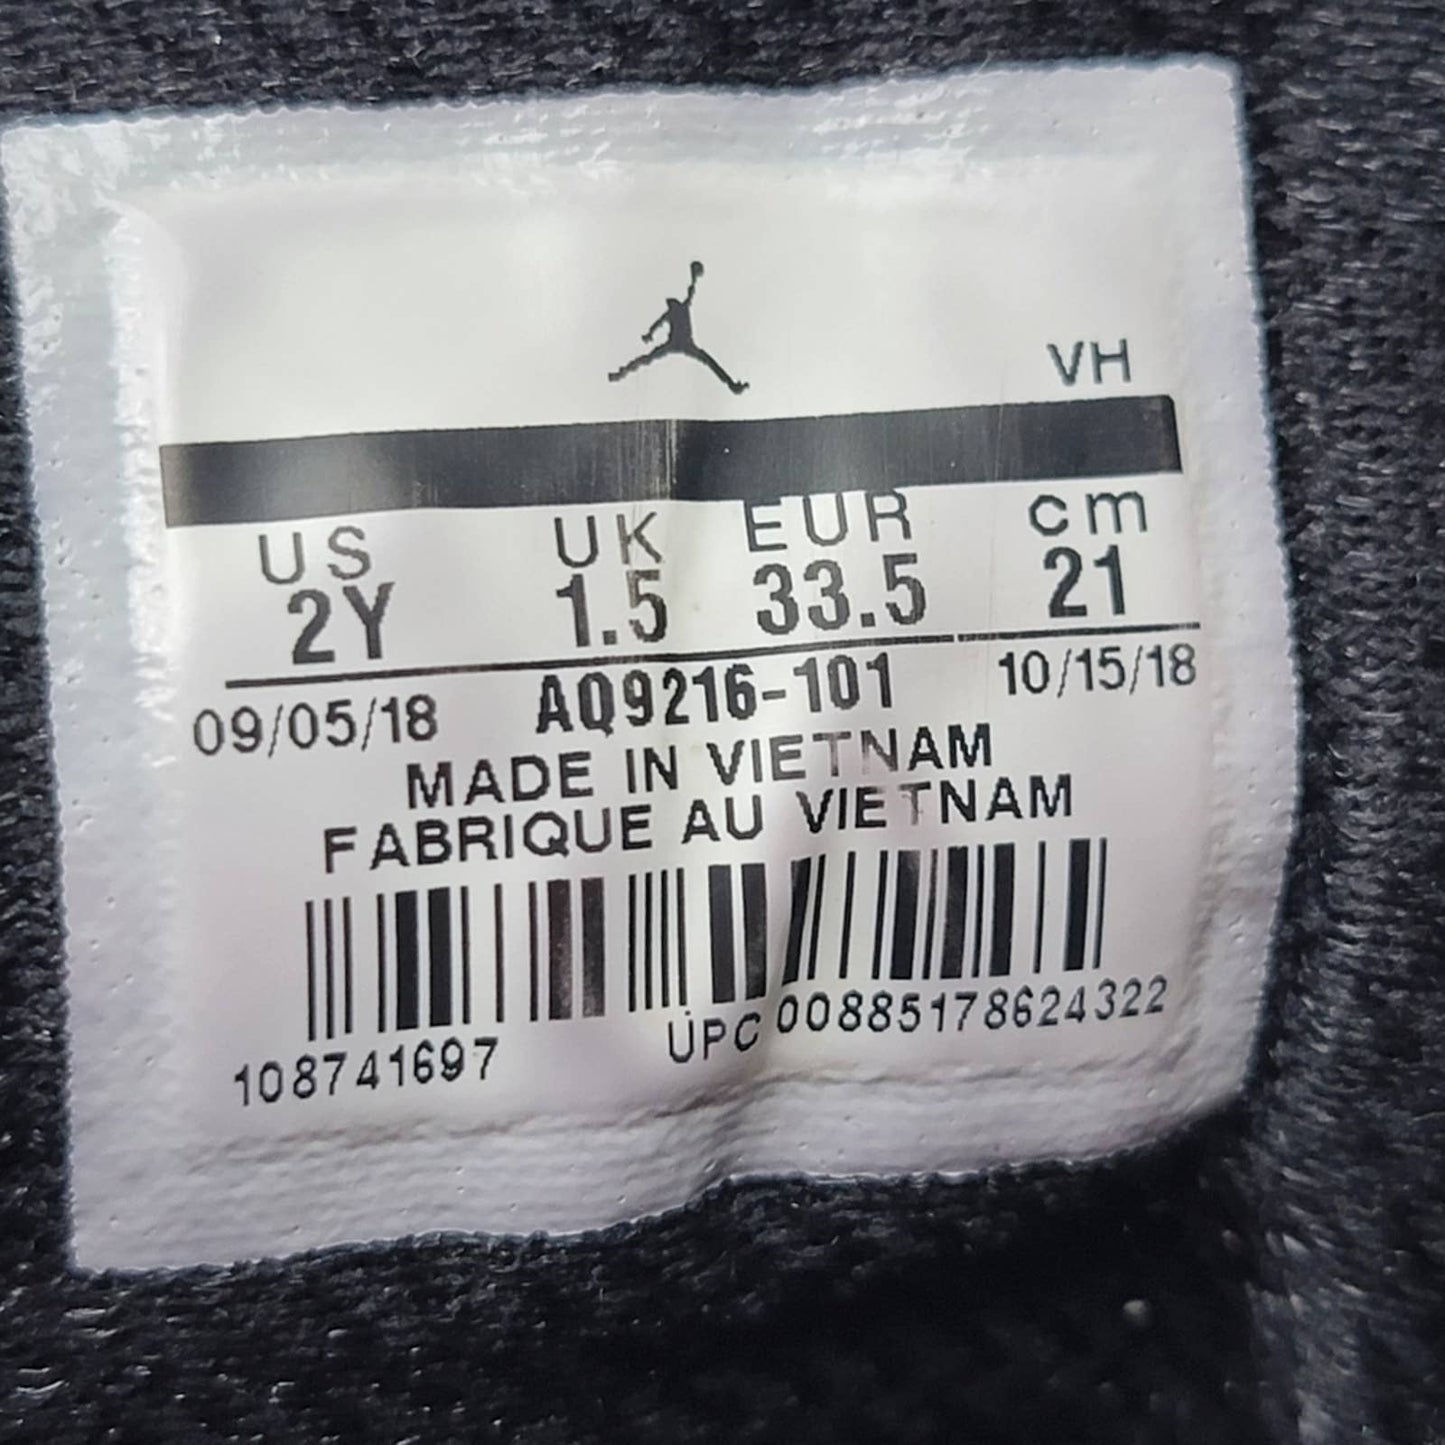 VH
US UK EUR cm
2Y 1.5 33.5 21
09/05/18 AQ9216-101 10/15/18
MADE IN VIETNAM
FABRIQUE AU VIETNAM
108741697 UPC 00885178624322